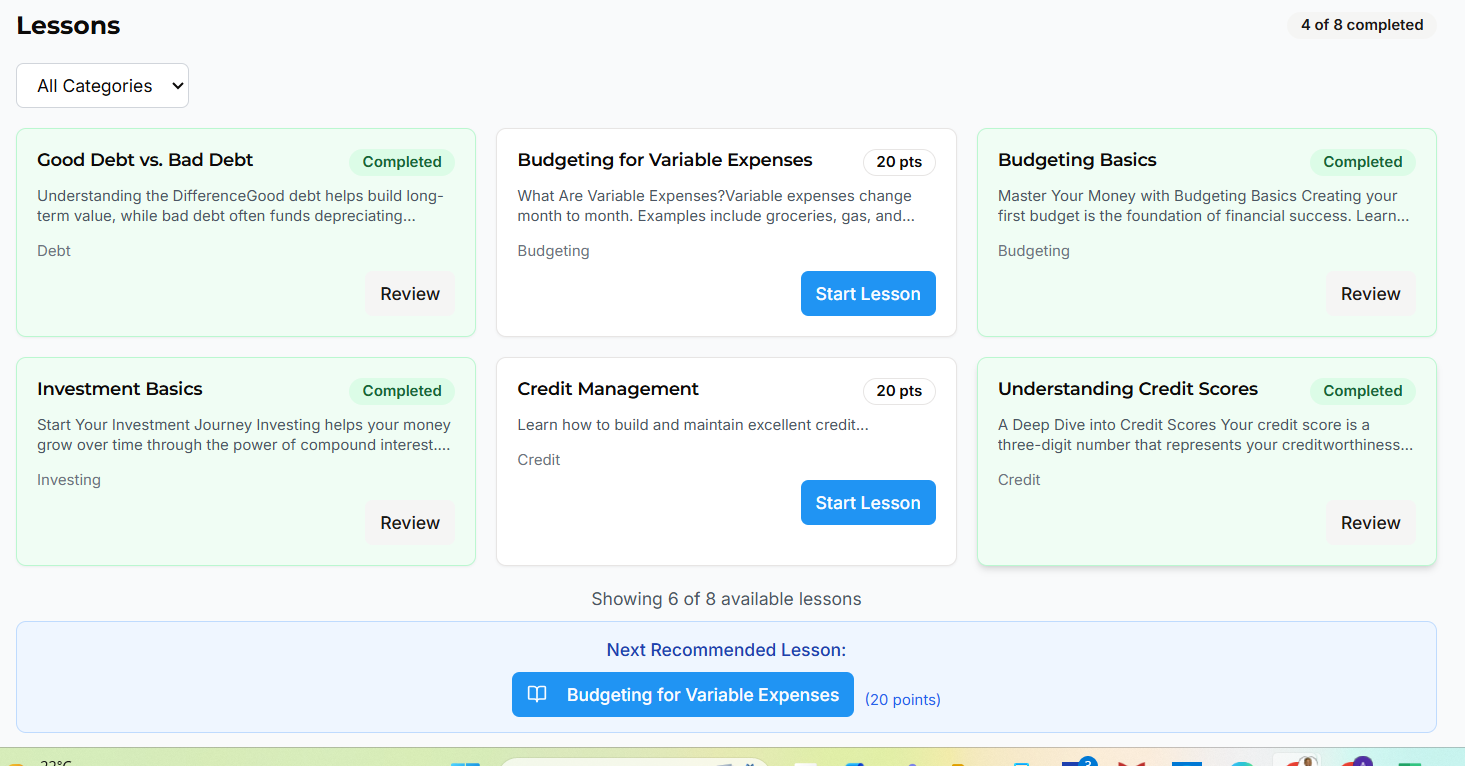 Lessons
4 of 8 completed
All Categories
Good Debt vs. Bad Debt
Completed
Understanding the DifferenceGood debt helps build long-
term value, while bad debt often funds depreciating...
Debt
Review
Budgeting for Variable Expenses
20 pts
What Are Variable Expenses?Variable expenses change
month to month. Examples include groceries, gas, and...
Budgeting
Start Lesson
Budgeting Basics
Completed
Master Your Money with Budgeting Basics Creating your
first budget is the foundation of financial success. Learn...
Budgeting
Review
Investment Basics
Completed
Start Your Investment Journey Investing helps your money
grow over time through the power of compound interest....
Investing
Review
Credit Management
20 pts
Learn how to build and maintain excellent credit...
Credit
Start Lesson
Understanding Credit Scores
Completed
A Deep Dive into Credit Scores Your credit score is a
three-digit number that represents your creditworthiness...
Credit
Review
Showing 6 of 8 available lessons
Next Recommended Lesson:
Budgeting for Variable Expenses
(20 points)